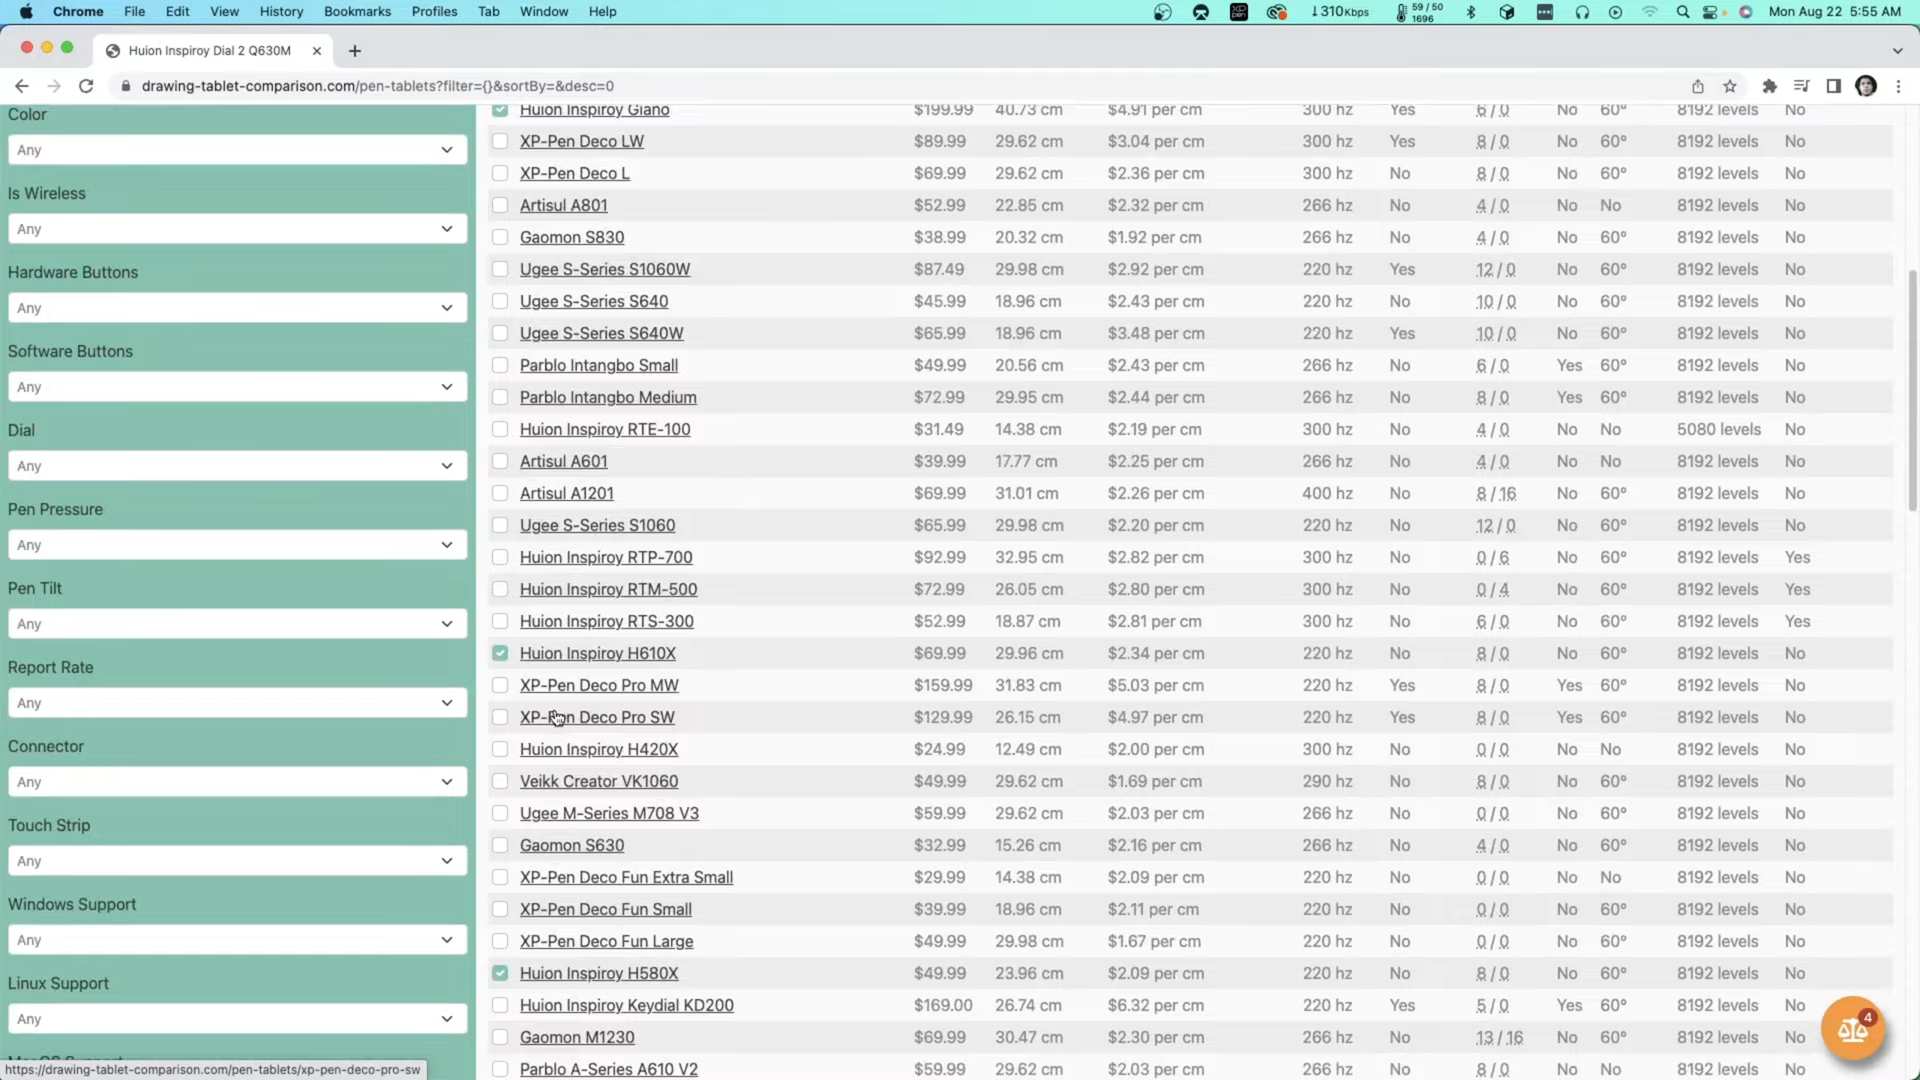 Chrome File Edit View History Bookmarks Profiles Tab Window Help ↓310Kbps 59 / 50 1696 Mon Aug 22 5:55 AM
Huion Inspiroy Dial 2 Q630M
drawing-tablet-comparison.com/pen-tablets?filter={}&sortBy=&desc=0
Color
Any
Is Wireless
Any
Hardware Buttons
Any
Software Buttons
Any
Dial
Any
Pen Pressure
Any
Pen Tilt
Any
Report Rate
Any
Connector
Any
Touch Strip
Any
Windows Support
Any
Linux Support
Any
MacOS Support
https://drawing-tablet-comparison.com/pen-tablets/xp-pen-deco-pro-sw
Huion Inspiroy Giano $199.99 40.73 cm $4.91 per cm 300 hz Yes 6 / 0 No 60° 8192 levels No
XP-Pen Deco LW $89.99 29.62 cm $3.04 per cm 300 hz Yes 8 / 0 No 60° 8192 levels No
XP-Pen Deco L $69.99 29.62 cm $2.36 per cm 300 hz No 8 / 0 No 60° 8192 levels No
Artisul A801 $52.99 22.85 cm $2.32 per cm 266 hz No 4 / 0 No No 8192 levels No
Gaomon S830 $38.99 20.32 cm $1.92 per cm 266 hz No 4 / 0 No 60° 8192 levels No
Ugee S-Series S1060W $87.49 29.98 cm $2.92 per cm 220 hz Yes 12 / 0 No 60° 8192 levels No
Ugee S-Series S640 $45.99 18.96 cm $2.43 per cm 220 hz No 10 / 0 No 60° 8192 levels No
Ugee S-Series S640W $65.99 18.96 cm $3.48 per cm 220 hz Yes 10 / 0 No 60° 8192 levels No
Parblo Intangbo Small $49.99 20.56 cm $2.43 per cm 266 hz No 6 / 0 Yes 60° 8192 levels No
Parblo Intangbo Medium $72.99 29.95 cm $2.44 per cm 266 hz No 8 / 0 Yes 60° 8192 levels No
Huion Inspiroy RTE-100 $31.49 14.38 cm $2.19 per cm 300 hz No 4 / 0 No No 5080 levels No
Artisul A601 $39.99 17.77 cm $2.25 per cm 266 hz No 4 / 0 No No 8192 levels No
Artisul A1201 $69.99 31.01 cm $2.26 per cm 400 hz No 8 / 16 No 60° 8192 levels No
Ugee S-Series S1060 $65.99 29.98 cm $2.20 per cm 220 hz No 12 / 0 No 60° 8192 levels No
Huion Inspiroy RTP-700 $92.99 32.95 cm $2.82 per cm 300 hz No 0 / 6 No 60° 8192 levels Yes
Huion Inspiroy RTM-500 $72.99 26.05 cm $2.80 per cm 300 hz No 0 / 4 No 60° 8192 levels Yes
Huion Inspiroy RTS-300 $52.99 18.87 cm $2.81 per cm 300 hz No 6 / 0 No 60° 8192 levels Yes
Huion Inspiroy H610X $69.99 29.96 cm $2.34 per cm 220 hz No 8 / 0 No 60° 8192 levels No
XP-Pen Deco Pro MW $159.99 31.83 cm $5.03 per cm 220 hz Yes 8 / 0 Yes 60° 8192 levels No
XP-Pen Deco Pro SW $129.99 26.15 cm $4.97 per cm 220 hz Yes 8 / 0 Yes 60° 8192 levels No
Huion Inspiroy H420X $24.99 12.49 cm $2.00 per cm 300 hz No 0 / 0 No No 8192 levels No
Veikk Creator VK1060 $49.99 29.62 cm $1.69 per cm 290 hz No 8 / 0 No 60° 8192 levels No
Ugee M-Series M708 V3 $59.99 29.62 cm $2.03 per cm 266 hz No 0 / 0 No 60° 8192 levels No
Gaomon S630 $32.99 15.26 cm $2.16 per cm 266 hz No 4 / 0 No 60° 8192 levels No
XP-Pen Deco Fun Extra Small $29.99 14.38 cm $2.09 per cm 220 hz No 0 / 0 No No 8192 levels No
XP-Pen Deco Fun Small $39.99 18.96 cm $2.11 per cm 220 hz No 0 / 0 No 60° 8192 levels No
XP-Pen Deco Fun Large $49.99 29.98 cm $1.67 per cm 220 hz No 0 / 0 No 60° 8192 levels No
Huion Inspiroy H580X $49.99 23.96 cm $2.09 per cm 220 hz No 8 / 0 No 60° 8192 levels No
Huion Inspiroy Keydial KD200 $169.00 26.74 cm $6.32 per cm 220 hz Yes 5 / 0 Yes 60° 8192 levels No
Gaomon M1230 $69.99 30.47 cm $2.30 per cm 266 hz No 13 / 16 No 60° 8192 levels No
Parblo A-Series A610 V2 $59.99 29.62 cm $2.03 per cm 266 hz No 8 / 0 No 60° 8192 levels No
4